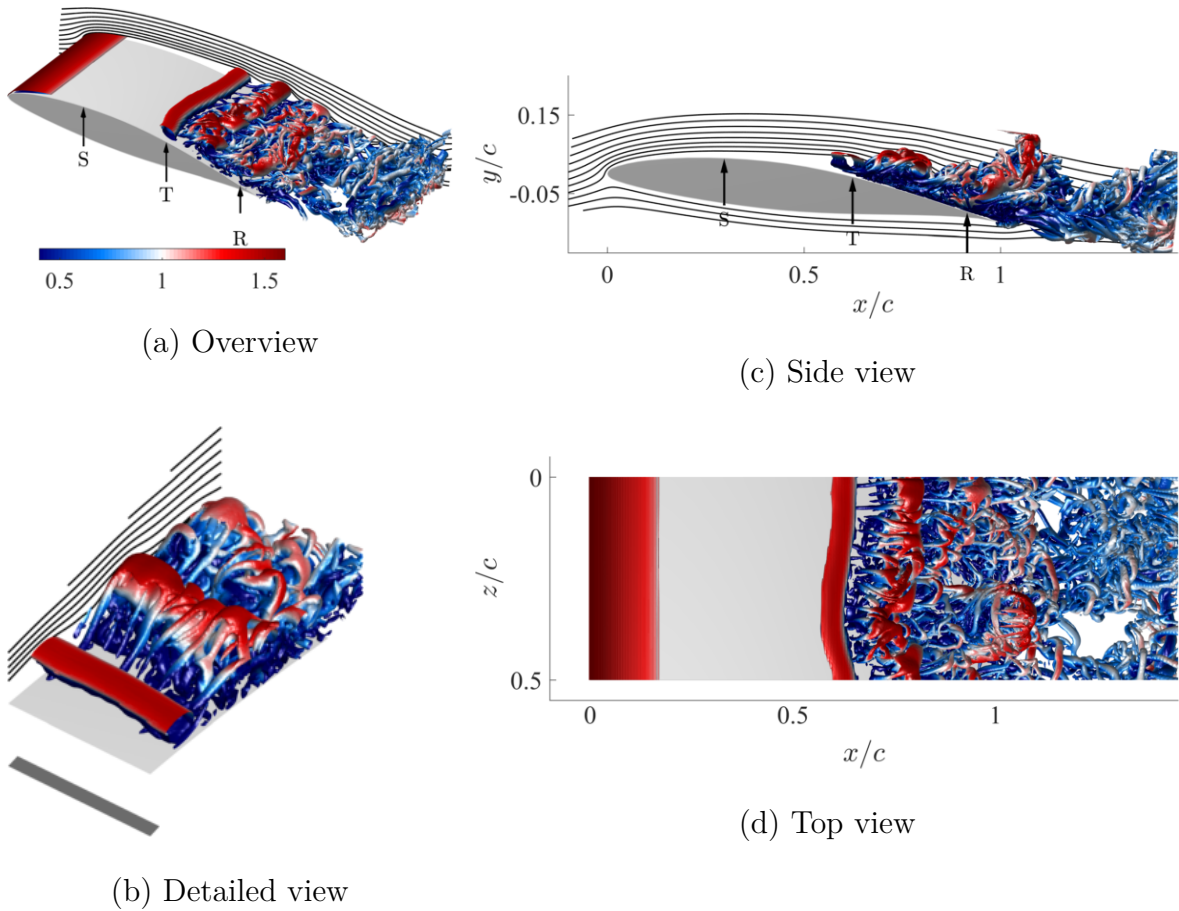 S
T
R
0.5
1
1.5
(a) Overview
0.15
-0.05
y/c
S
T
R
0
0.5
1
x/c
(c) Side view
(b) Detailed view
0
0.5
z/c
0
0.5
1
x/c
(d) Top view